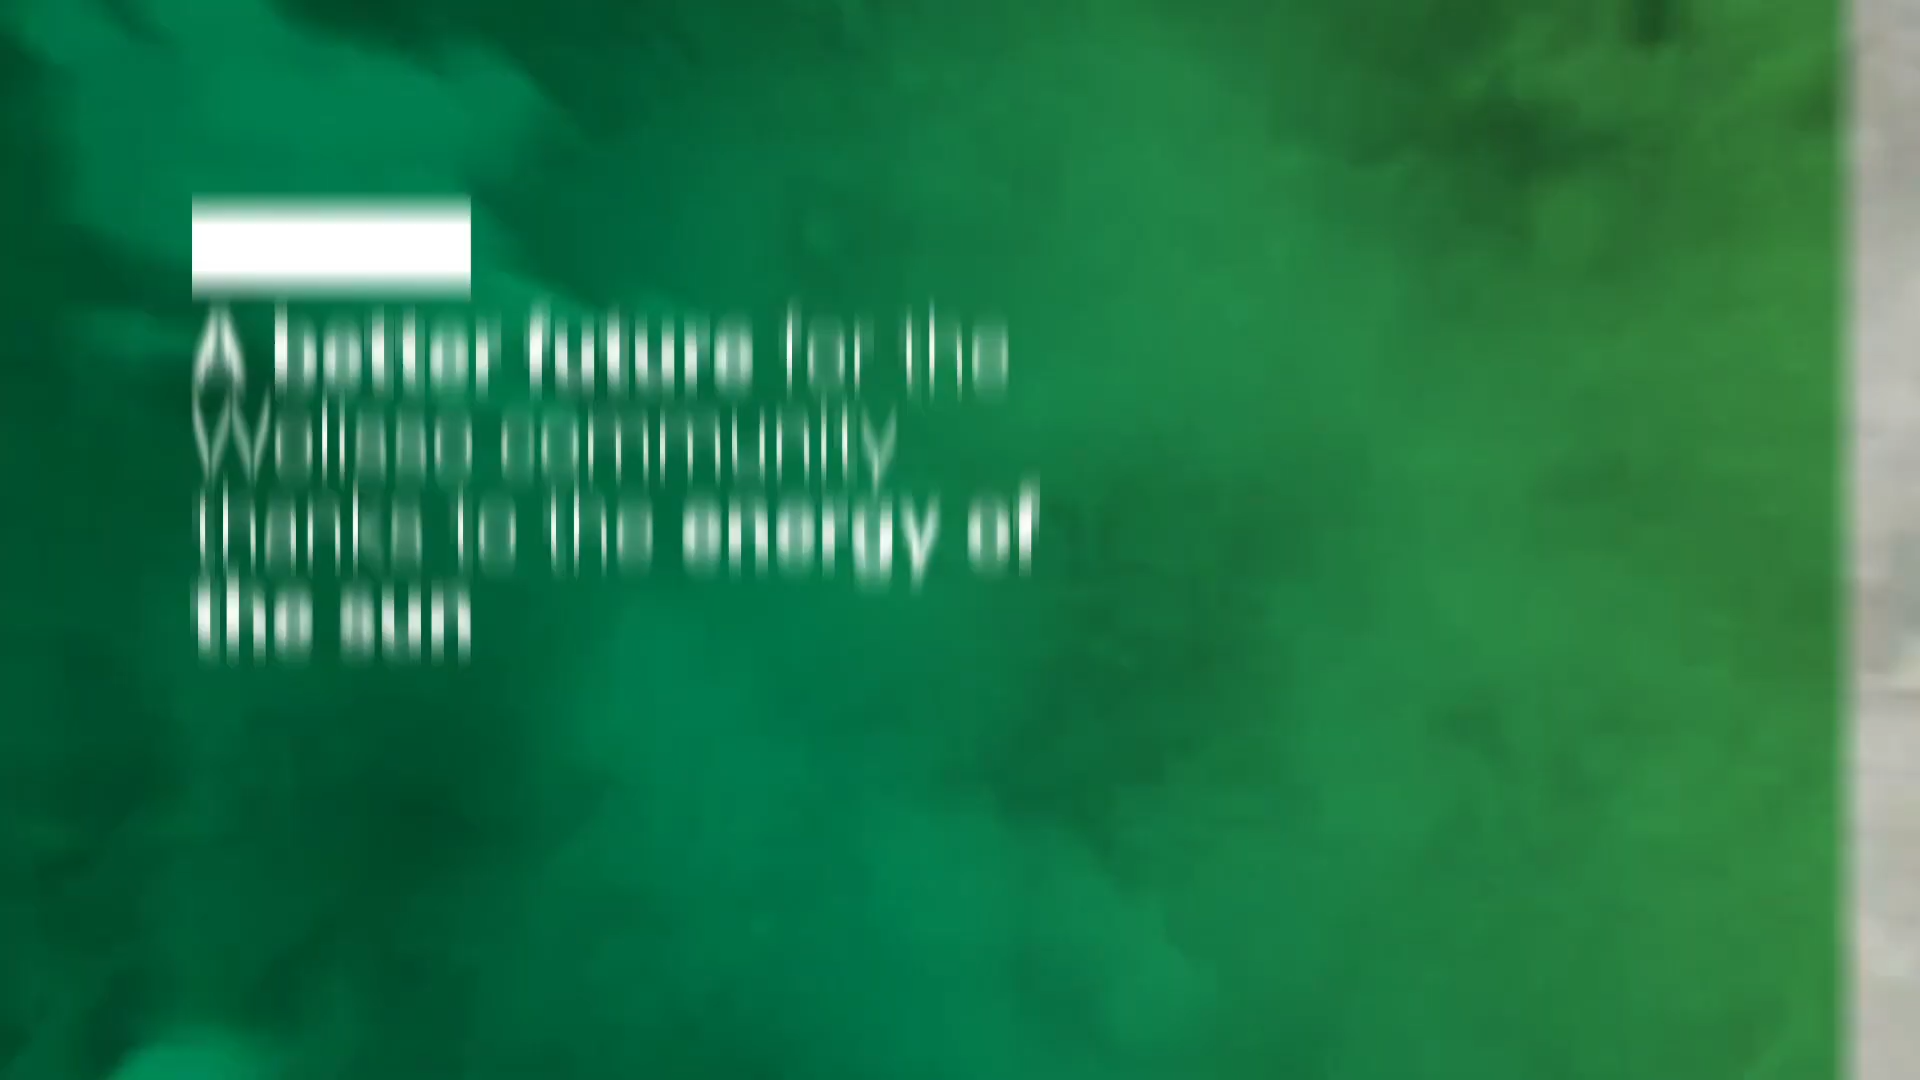 A better future for the
community
thanks to the energy of
the sun